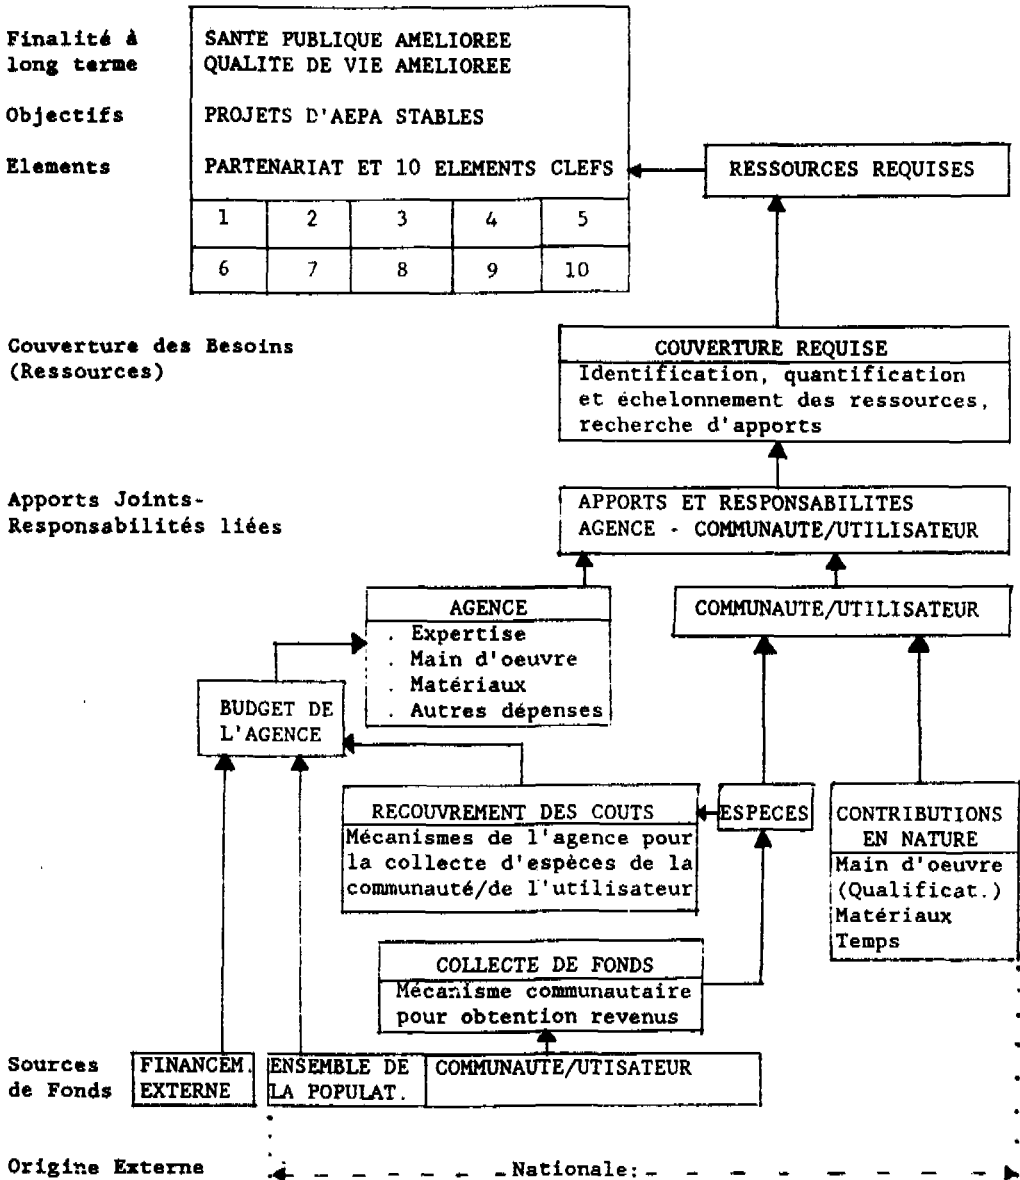 Finalité à
long terme
SANTE PUBLIQUE AMELIOREE
QUALITE DE VIE AMELIOREE
Objectifs
PROJETS D'AEPA STABLES
Elements
PARTENARIAT ET 10 ELEMENTS CLEFS
RESSOURCES REQUISES
1 2 3 4 5
6 7 8 9 10
Couverture des Besoins
(Ressources)
COUVERTURE REQUISE
Identification, quantification
et échelonnement des ressources,
recherche d'apports
Apports Joints-
Responsabilités liées
APPORTS ET RESPONSABILITES
AGENCE - COMMUNAUTE/UTILISATEUR
AGENCE
. Expertise
. Main d'oeuvre
. Matériaux
. Autres dépenses
COMMUNAUTE/UTILISATEUR
BUDGET DE
L'AGENCE
RECOUVREMENT DES COUTS
Mécanismes de l'agence pour
la collecte d'espèces de la
communauté/de l'utilisateur
ESPECES
CONTRIBUTIONS
EN NATURE
Main d'oeuvre
(Qualificat.)
Matériaux
Temps
COLLECTE DE FONDS
Mécanisme communautaire
pour obtention revenus
Sources
de Fonds
FINANCEM.
EXTERNE
ENSEMBLE DE
LA POPULAT.
COMMUNAUTE/UTISATEUR
Origine Externe
Nationale: